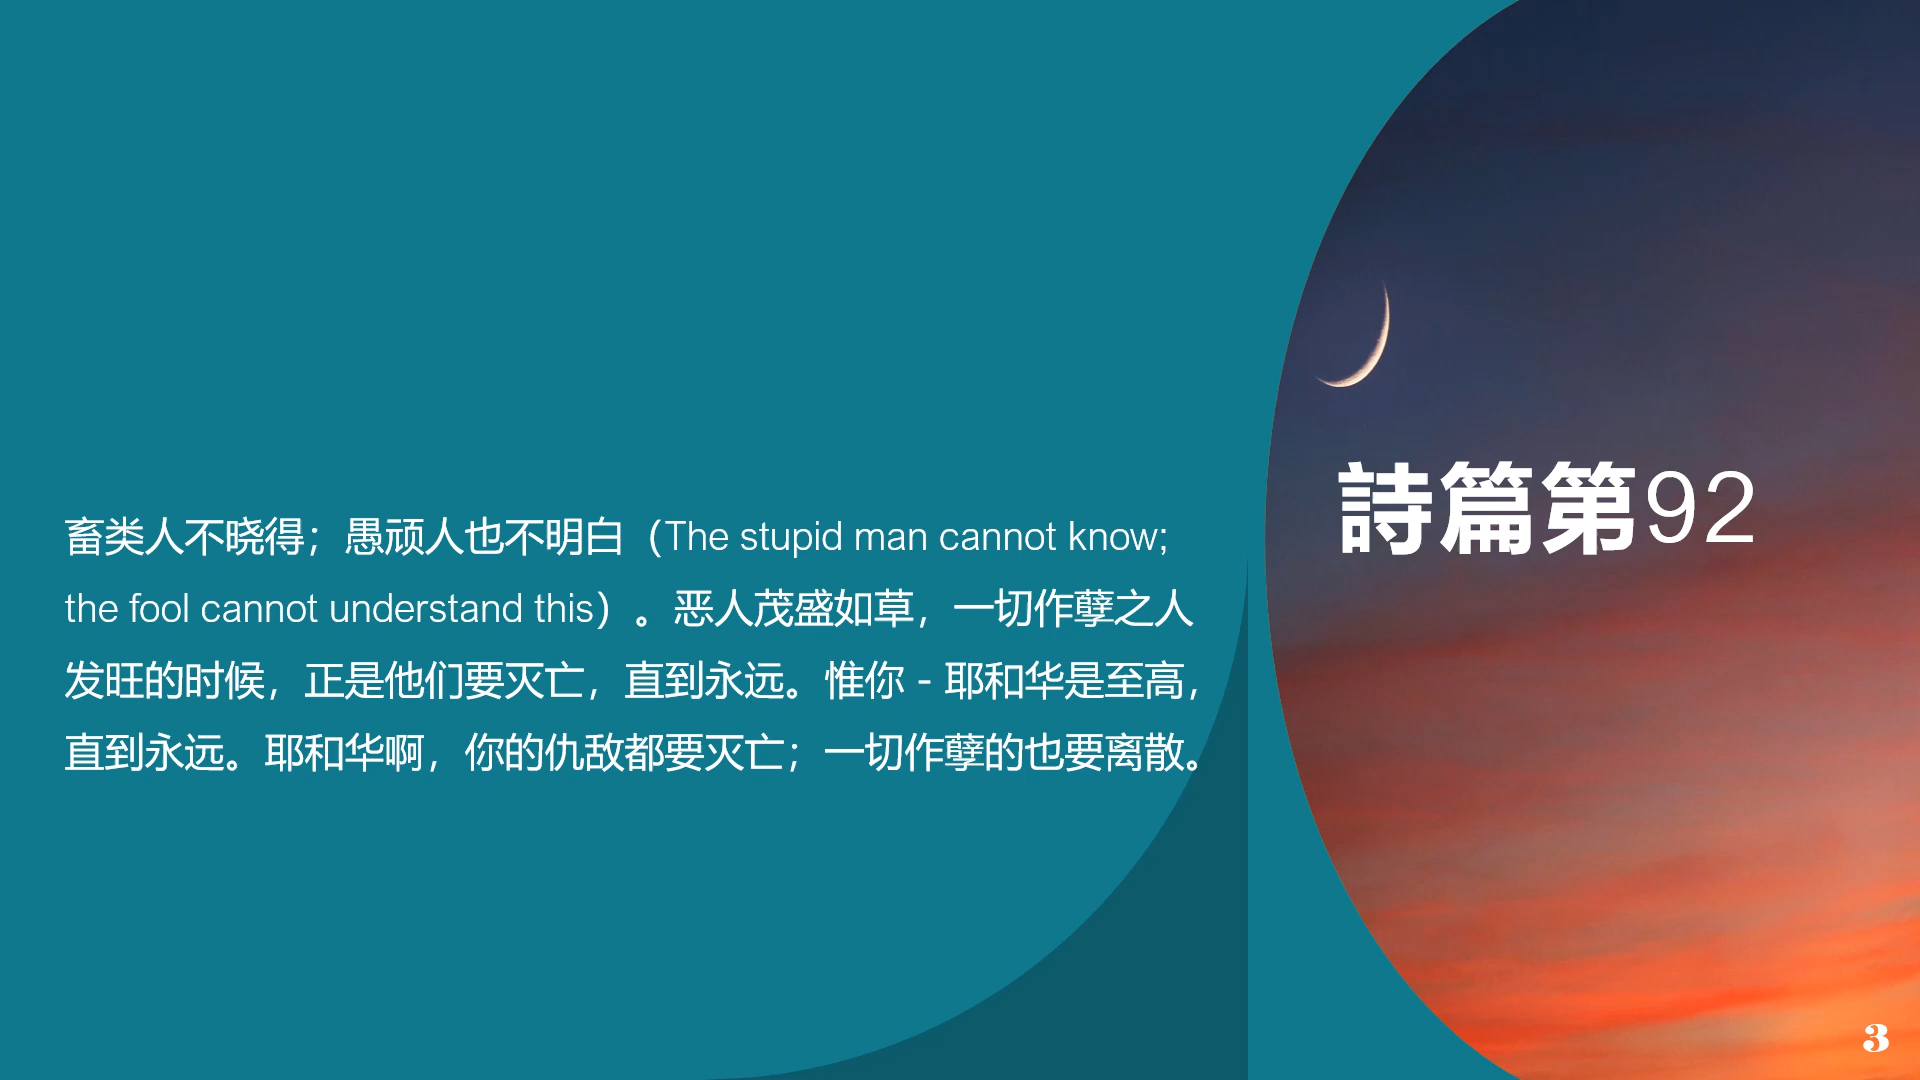 畜类人不晓得；愚顽人也不明白（The stupid man cannot know;
the fool cannot understand this）。恶人茂盛如草，一切作孽之人
发旺的时候，正是他们要灭亡，直到永远。惟你 - 耶和华是至高，
直到永远。耶和华啊，你的仇敌都要灭亡；一切作孽的也要离散。
詩篇第92
3